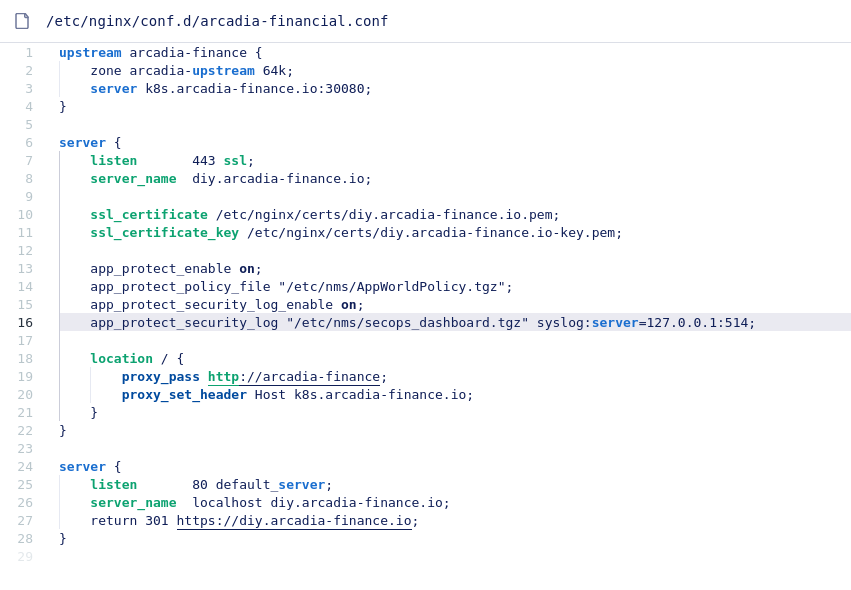 /etc/nginx/conf.d/arcadia-financial.conf
1 upstream arcadia-finance {
2     zone arcadia-upstream 64k;
3     server k8s.arcadia-finance.io:30080;
4 }
5
6 server {
7     listen       443 ssl;
8     server_name  diy.arcadia-finance.io;
9
10     ssl_certificate /etc/nginx/certs/diy.arcadia-finance.io.pem;
11     ssl_certificate_key /etc/nginx/certs/diy.arcadia-finance.io-key.pem;
12
13     app_protect_enable on;
14     app_protect_policy_file "/etc/nms/AppWorldPolicy.tgz";
15     app_protect_security_log_enable on;
16     app_protect_security_log "/etc/nms/secops_dashboard.tgz" syslog:server=127.0.0.1:514;
17
18     location / {
19         proxy_pass http://arcadia-finance;
20         proxy_set_header Host k8s.arcadia-finance.io;
21     }
22 }
23
24 server {
25     listen       80 default_server;
26     server_name  localhost diy.arcadia-finance.io;
27     return 301 https://diy.arcadia-finance.io;
28 }
29